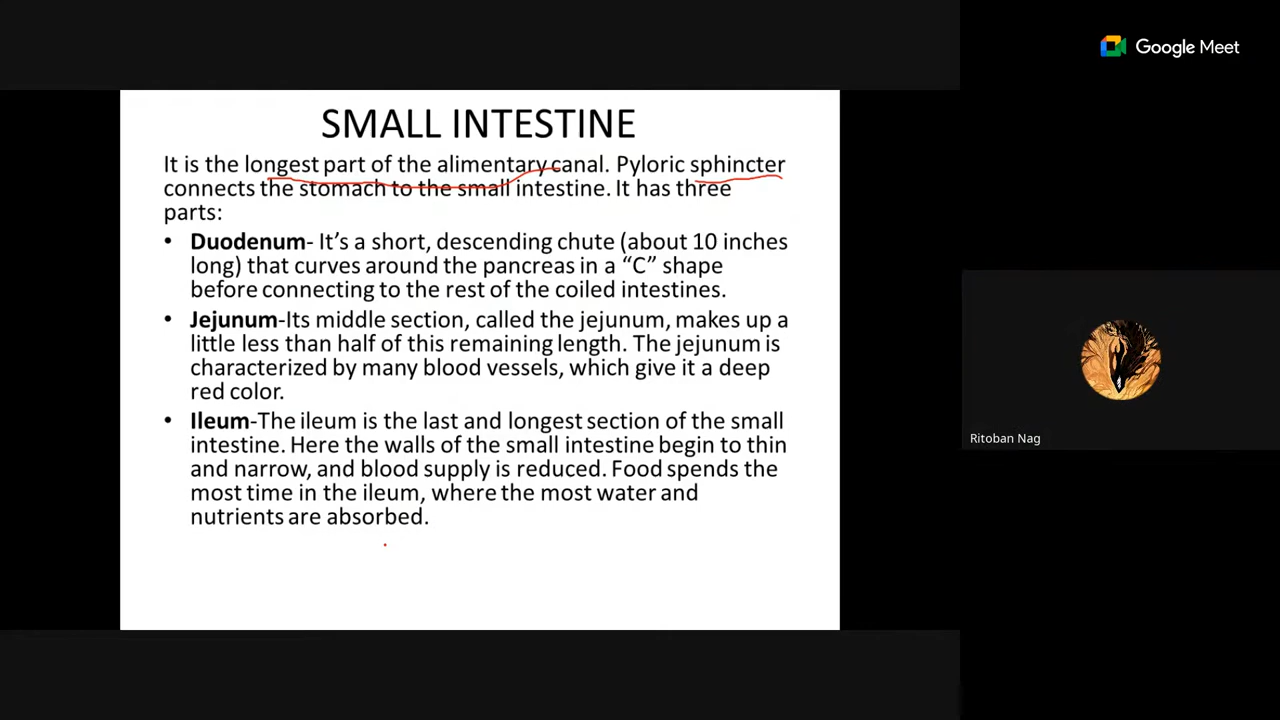 Google Meet
SMALL INTESTINE
It is the longest part of the alimentary canal. Pyloric sphincter
connects the stomach to the small intestine. It has three
parts:
• Duodenum- It’s a short, descending chute (about 10 inches
long) that curves around the pancreas in a “C” shape
before connecting to the rest of the coiled intestines.
• Jejunum-Its middle section, called the jejunum, makes up a
little less than half of this remaining length. The jejunum is
characterized by many blood vessels, which give it a deep
red color.
• Ileum-The ileum is the last and longest section of the small
intestine. Here the walls of the small intestine begin to thin
and narrow, and blood supply is reduced. Food spends the
most time in the ileum, where the most water and
nutrients are absorbed.
Ritoban Nag